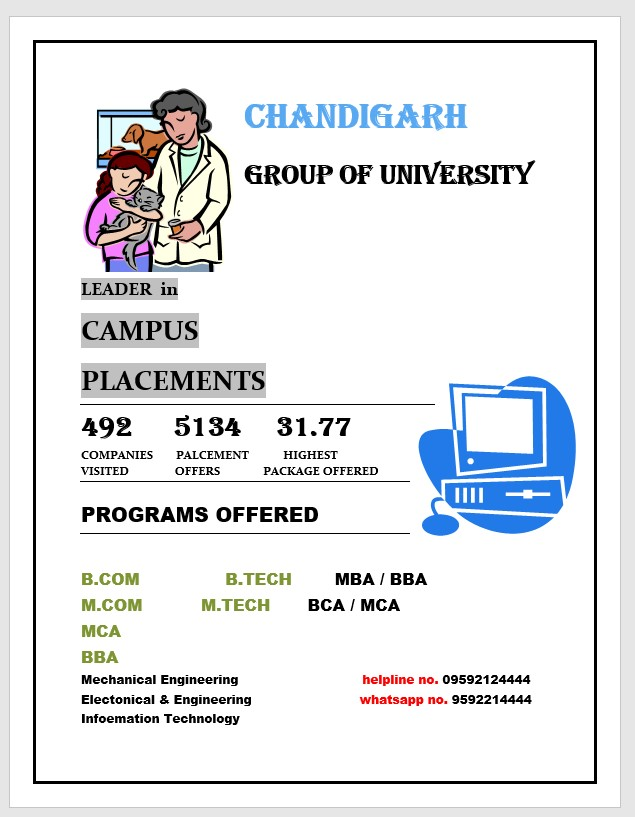 CHANDIGARH
GROUP OF UNIVERSITY
LEADER in
CAMPUS
PLACEMENTS
492 5134 31.77
COMPANIES PALCEMENT HIGHEST
VISITED OFFERS PACKAGE OFFERED
PROGRAMS OFFERED
B.COM B.TECH MBA / BBA
M.COM M.TECH BCA / MCA
MCA
BBA
Mechanical Engineering helpline no. 09592124444
Electonical & Engineering whatsapp no. 9592214444
Infoemation Technology